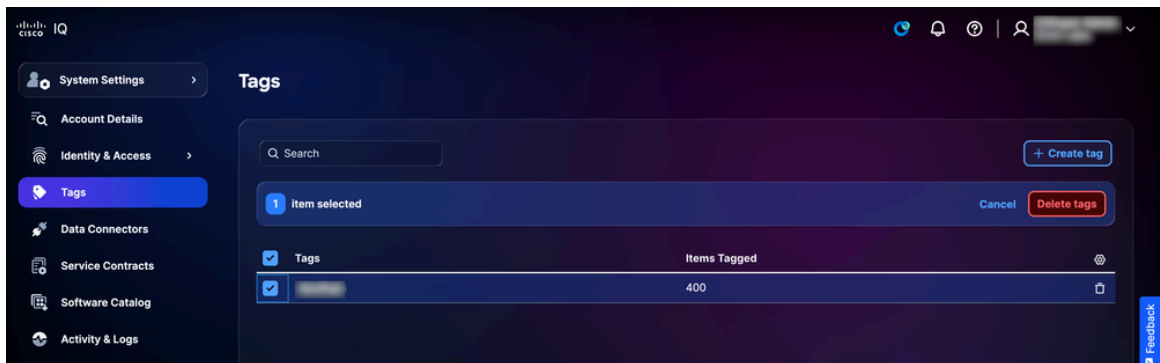 CISCO IQ
System Settings
Tags
Account Details
Search
Identity & Access
+ Create tag
Tags
1 item selected
Cancel
Delete tags
Data Connectors
Tags
Items Tagged
Service Contracts
400
Software Catalog
Feedback
Activity & Logs